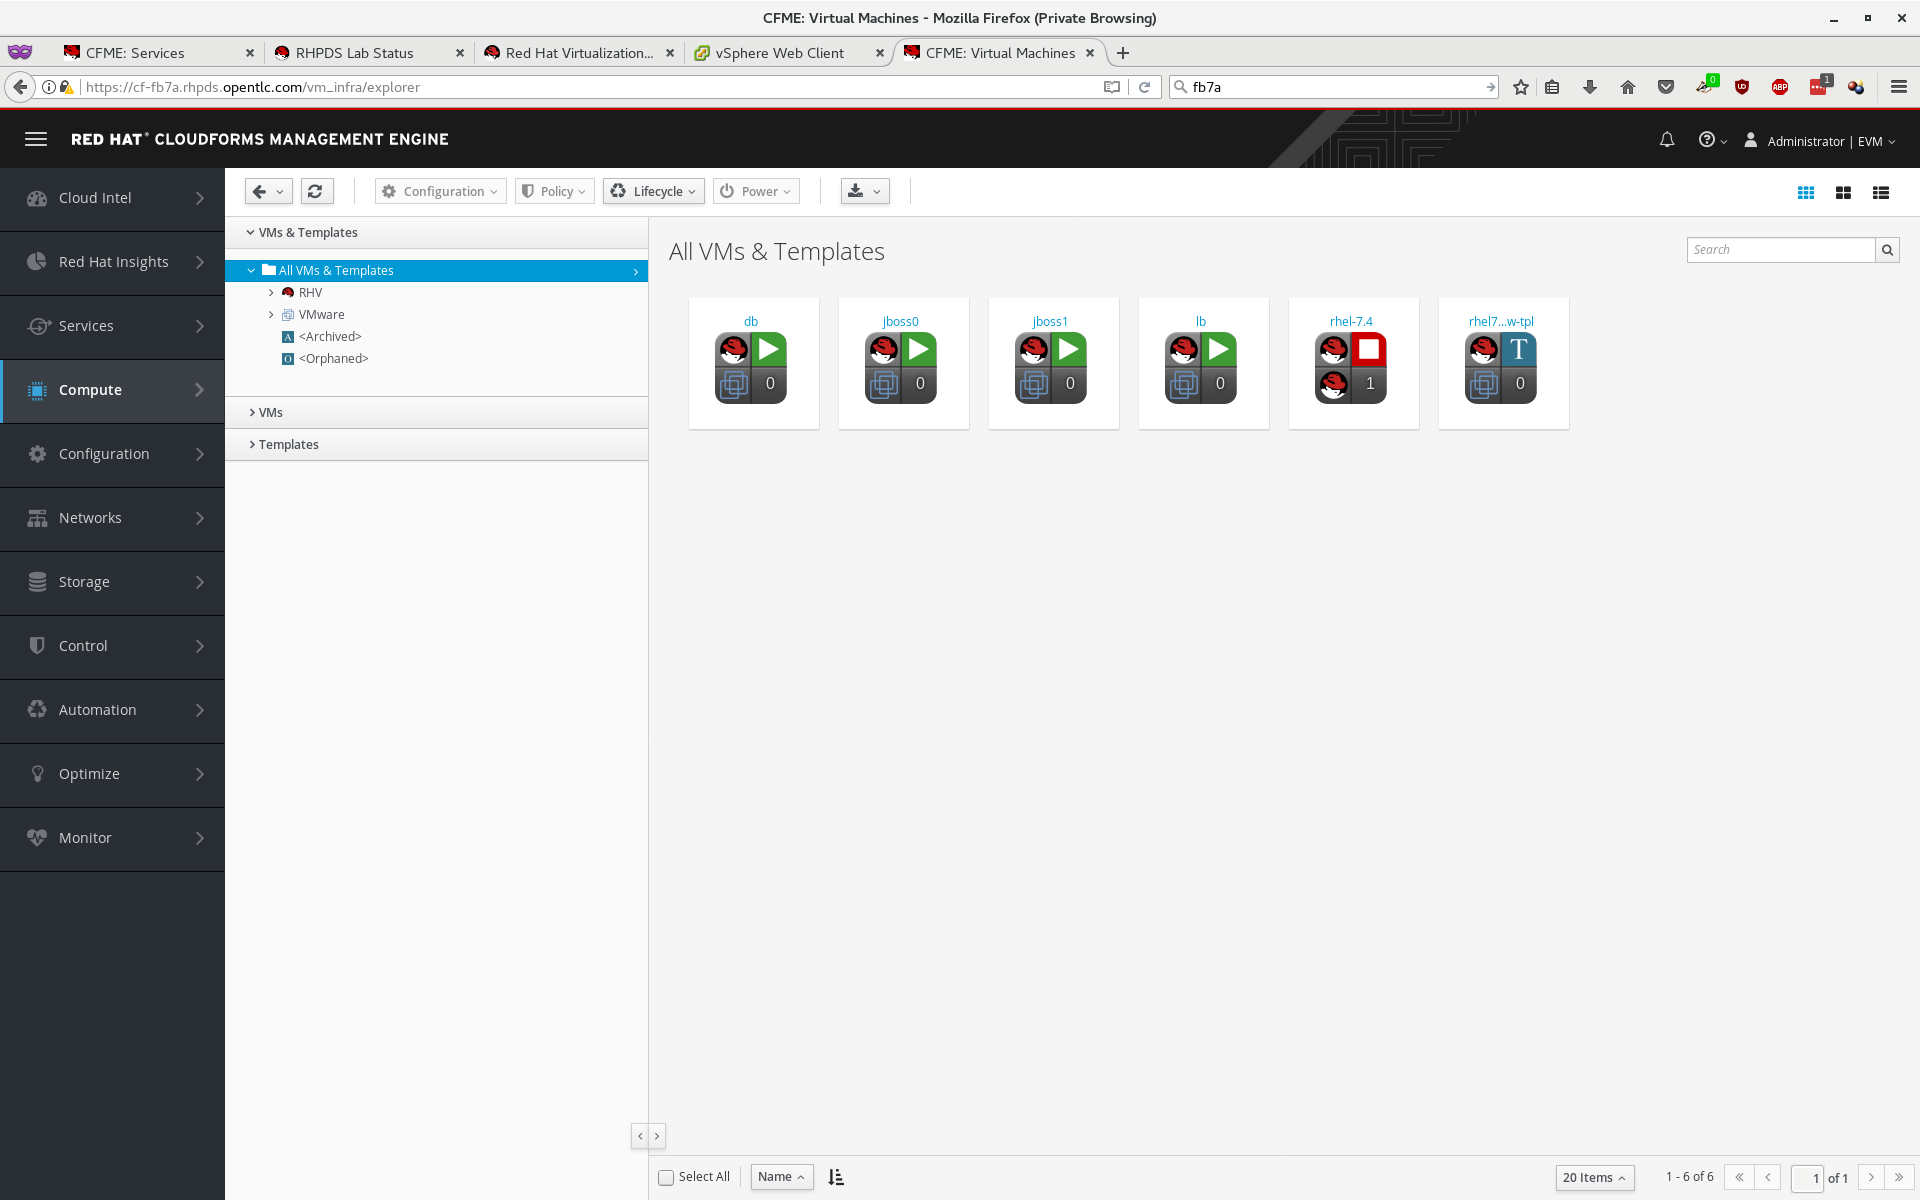 CFME: Virtual Machines - Mozilla Firefox (Private Browsing)
CFME: Services
RHPDS Lab Status
Red Hat Virtualization...
vSphere Web Client
CFME: Virtual Machines
https://cf-fb7a.rhpds.opentlc.com/vm_infra/explorer
fb7a
0
UO
ABP
1
RED HAT® CLOUDFORMS MANAGEMENT ENGINE
Administrator | EVM
Cloud Intel
Red Hat Insights
Services
Compute
Configuration
Networks
Storage
Control
Automation
Optimize
Monitor
Configuration
Policy
Lifecycle
Power
VMs & Templates
All VMs & Templates
RHV
VMware
A <Archived>
O <Orphaned>
VMs
Templates
All VMs & Templates
Search
db
0
jboss0
0
jboss1
0
lb
0
rhel-7.4
1
rhel7...w-tpl
T
0
Select All
Name
20 Items
1 - 6 of 6
1 of 1